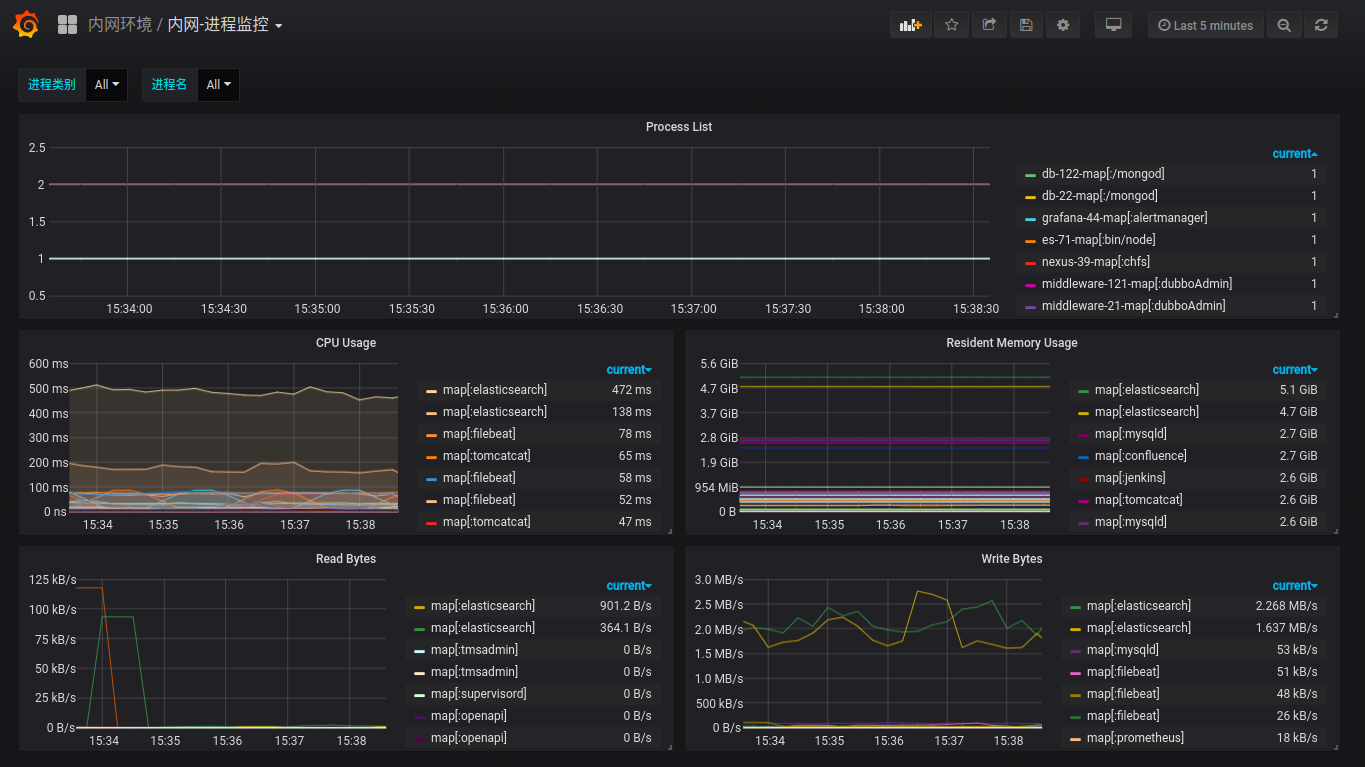 内网环境 / 内网-进程监控
Last 5 minutes
进程类别 All 进程名 All
Process List
2.5
2
1.5
1
0.5
15:34:00 15:34:30 15:35:00 15:35:30 15:36:00 15:36:30 15:37:00 15:37:30 15:38:00 15:38:30
current
db-122-map[:/mongod] 1
db-22-map[:/mongod] 1
grafana-44-map[:alertmanager] 1
es-71-map[:bin/node] 1
nexus-39-map[:chfs] 1
middleware-121-map[:dubboAdmin] 1
middleware-21-map[:dubboAdmin] 1
CPU Usage
600 ms
500 ms
400 ms
300 ms
200 ms
100 ms
0 ns
15:34 15:35 15:36 15:37 15:38
current
map[:elasticsearch] 472 ms
map[:elasticsearch] 138 ms
map[:filebeat] 78 ms
map[:tomcatcat] 65 ms
map[:filebeat] 58 ms
map[:filebeat] 52 ms
map[:tomcatcat] 47 ms
Resident Memory Usage
5.6 GiB
4.7 GiB
3.7 GiB
2.8 GiB
1.9 GiB
954 MiB
0 B
15:34 15:35 15:36 15:37 15:38
current
map[:elasticsearch] 5.1 GiB
map[:elasticsearch] 4.7 GiB
map[:mysqld] 2.7 GiB
map[:confluence] 2.7 GiB
map[:jenkins] 2.6 GiB
map[:tomcatcat] 2.6 GiB
map[:mysqld] 2.6 GiB
Read Bytes
125 kB/s
100 kB/s
75 kB/s
50 kB/s
25 kB/s
0 B/s
15:34 15:35 15:36 15:37 15:38
current
map[:elasticsearch] 901.2 B/s
map[:elasticsearch] 364.1 B/s
map[:tmsadmin] 0 B/s
map[:tmsadmin] 0 B/s
map[:supervisord] 0 B/s
map[:openapi] 0 B/s
map[:openapi] 0 B/s
Write Bytes
3.0 MB/s
2.5 MB/s
2.0 MB/s
1.5 MB/s
1.0 MB/s
500 kB/s
0 B/s
15:34 15:35 15:36 15:37 15:38
current
map[:elasticsearch] 2.268 MB/s
map[:elasticsearch] 1.637 MB/s
map[:mysqld] 53 kB/s
map[:filebeat] 51 kB/s
map[:filebeat] 48 kB/s
map[:filebeat] 26 kB/s
map[:prometheus] 18 kB/s